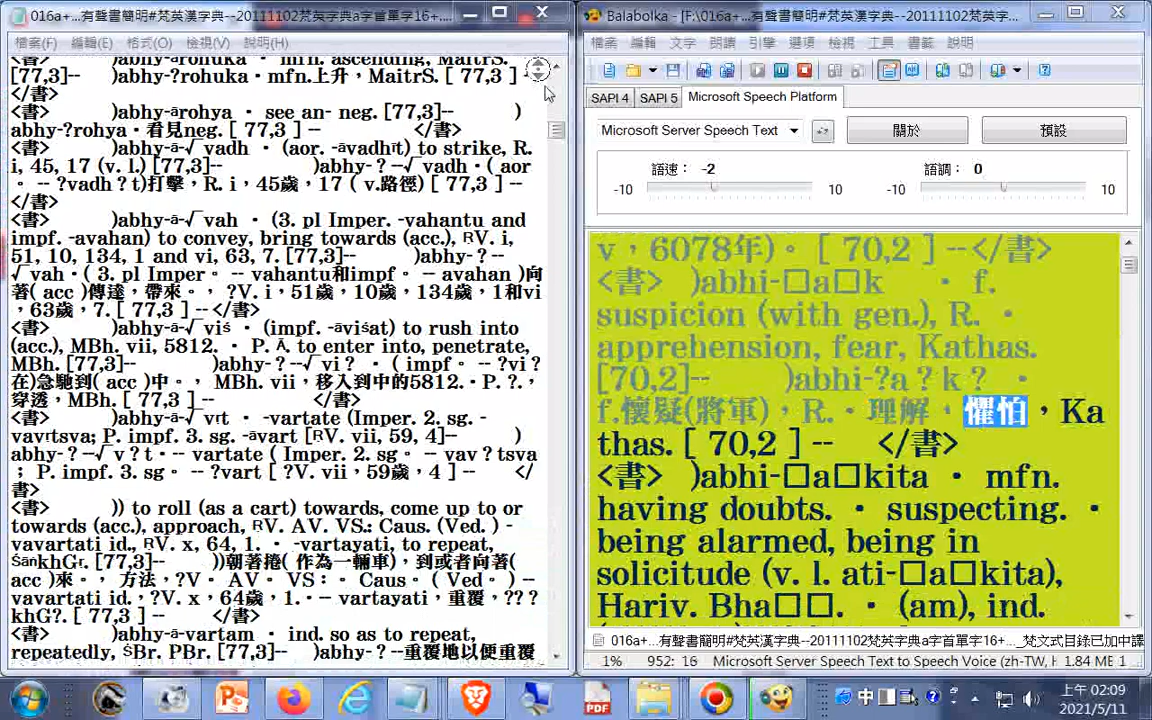 016a+...有聲書簡明#梵英漢字典--20111102梵英字典a字首單字16+...
檔案(F) 編輯(E) 格式(O) 檢視(V) 說明(H)
<書> )abhy-ārohuka・mfn. ascending, MaitrS.
[77,3]-- )abhy-?rohuka・mfn.上升，MaitrS. [ 77,3 ] --
</書>
<書> )abhy-ārohya ・ see an- neg. [77,3]-- )
abhy-?rohya・看見neg. [ 77,3 ] -- </書>
<書> )abhy-ā-√ vadh ・ (aor. -āvadhīt) to strike, R.
i, 45, 17 (v. l.) [77,3]-- )abhy-？--√ vadh・( aor
。 -- ?vadh？t)打擊，R. i，45歲，17 ( v.路徑) [ 77,3 ] --
</書>
<書> )abhy-ā-√ vah ・ (3. pl Imper. -vahantu and
impf. -avahan) to convey, bring towards (acc.), RV. i,
51, 10, 134, 1 and vi, 63, 7. [77,3]-- )abhy-？--
√ vah・( 3. pl Imper。 -- vahantu和impf。 -- avahan )向
著( acc )傳達，帶來。，?V. i，51歲，10歲，134歲，1和vi
，63歲，7. [ 77,3 ] -- </書>
<書> )abhy-ā-√ viś ・ (impf. -āviśat) to rush into
(acc.), MBh. vii, 5812. ・ P. Ā. to enter into, penetrate,
MBh. [77,3]-- )abhy-？--√ vi？・( impf。 -- ?vi？
在)急馳到( acc )中。，MBh. vii，移入到中的5812.・P. ?.，
穿透，MBh. [ 77,3 ] -- </書>
<書> )abhy-ā-√ vṛt ・ -vartate (Imper. 2. sg. -
vavṛtsva; P. impf. 3. sg. -āvart [RV. vii, 59, 4]-- )
abhy-？--√ v？t・-- vartate ( Imper. 2. sg。 -- vav？tsva
；P. impf. 3. sg。 -- ?vart [ ?V. vii，59歲，4 ] -- </
書>
<書> )) to roll (as a cart) towards, come up to or
towards (acc.), approach, RV. AV. VS.: Caus. (Ved. ) -
vavartati id., RV. x, 64, 1. ・ -vartayati, to repeat,
ŚāṅkhGṛ. [77,3]-- ))朝著捲( 作為一輛車)，到或者向著(
acc )來。，方法，?V。 AV。 VS：。 Caus。 ( Ved。 ) --
vavartati id.，?V. x，64歲，1.・-- vartayati，重覆，???
khG?. [ 77,3 ] -- </書>
<書> )abhy-ā-vartam ・ ind. so as to repeat,
repeatedly, ŚBr. PBr. [77,3]-- )abhy-？--重覆地以便重覆
Balabolka - [F:\016a+...有聲書簡明#梵英漢字典--20111102梵英字...
檔案 編輯 文字 朗讀 引擎 選項 檢視 工具 書籤 說明
SAPI 4 SAPI 5 Microsoft Speech Platform
Microsoft Server Speech Text 關於 預設
語速： -2 語調： 0
-10 10 -10 10
v，6078年)。 [ 70,2 ] --</書>
<書> )abhi-□a□k ・ f.
suspicion (with gen.), R. ・
apprehension, fear, Kathas.
[70,2]-- )abhi-?a？k？ ・
f.懷疑(將軍)，R.・理解，懼怕，Ka
thas. [ 70,2 ] -- </書>
<書> )abhi-□a□kita ・ mfn.
having doubts. ・ suspecting. ・
being alarmed, being in
solicitude (v. l. ati-□a□kita),
Hariv. Bha□□. ・ (am), ind.
016a+...有聲書簡明#梵英漢字典--20111102梵英字典a字首單字16+..._梵文式目錄已加中譯
1% 952: 16 Microsoft Server Speech Text to Speech Voice (zh-TW, H 1.84 MB 1
中
上午 02:09
2021/5/11